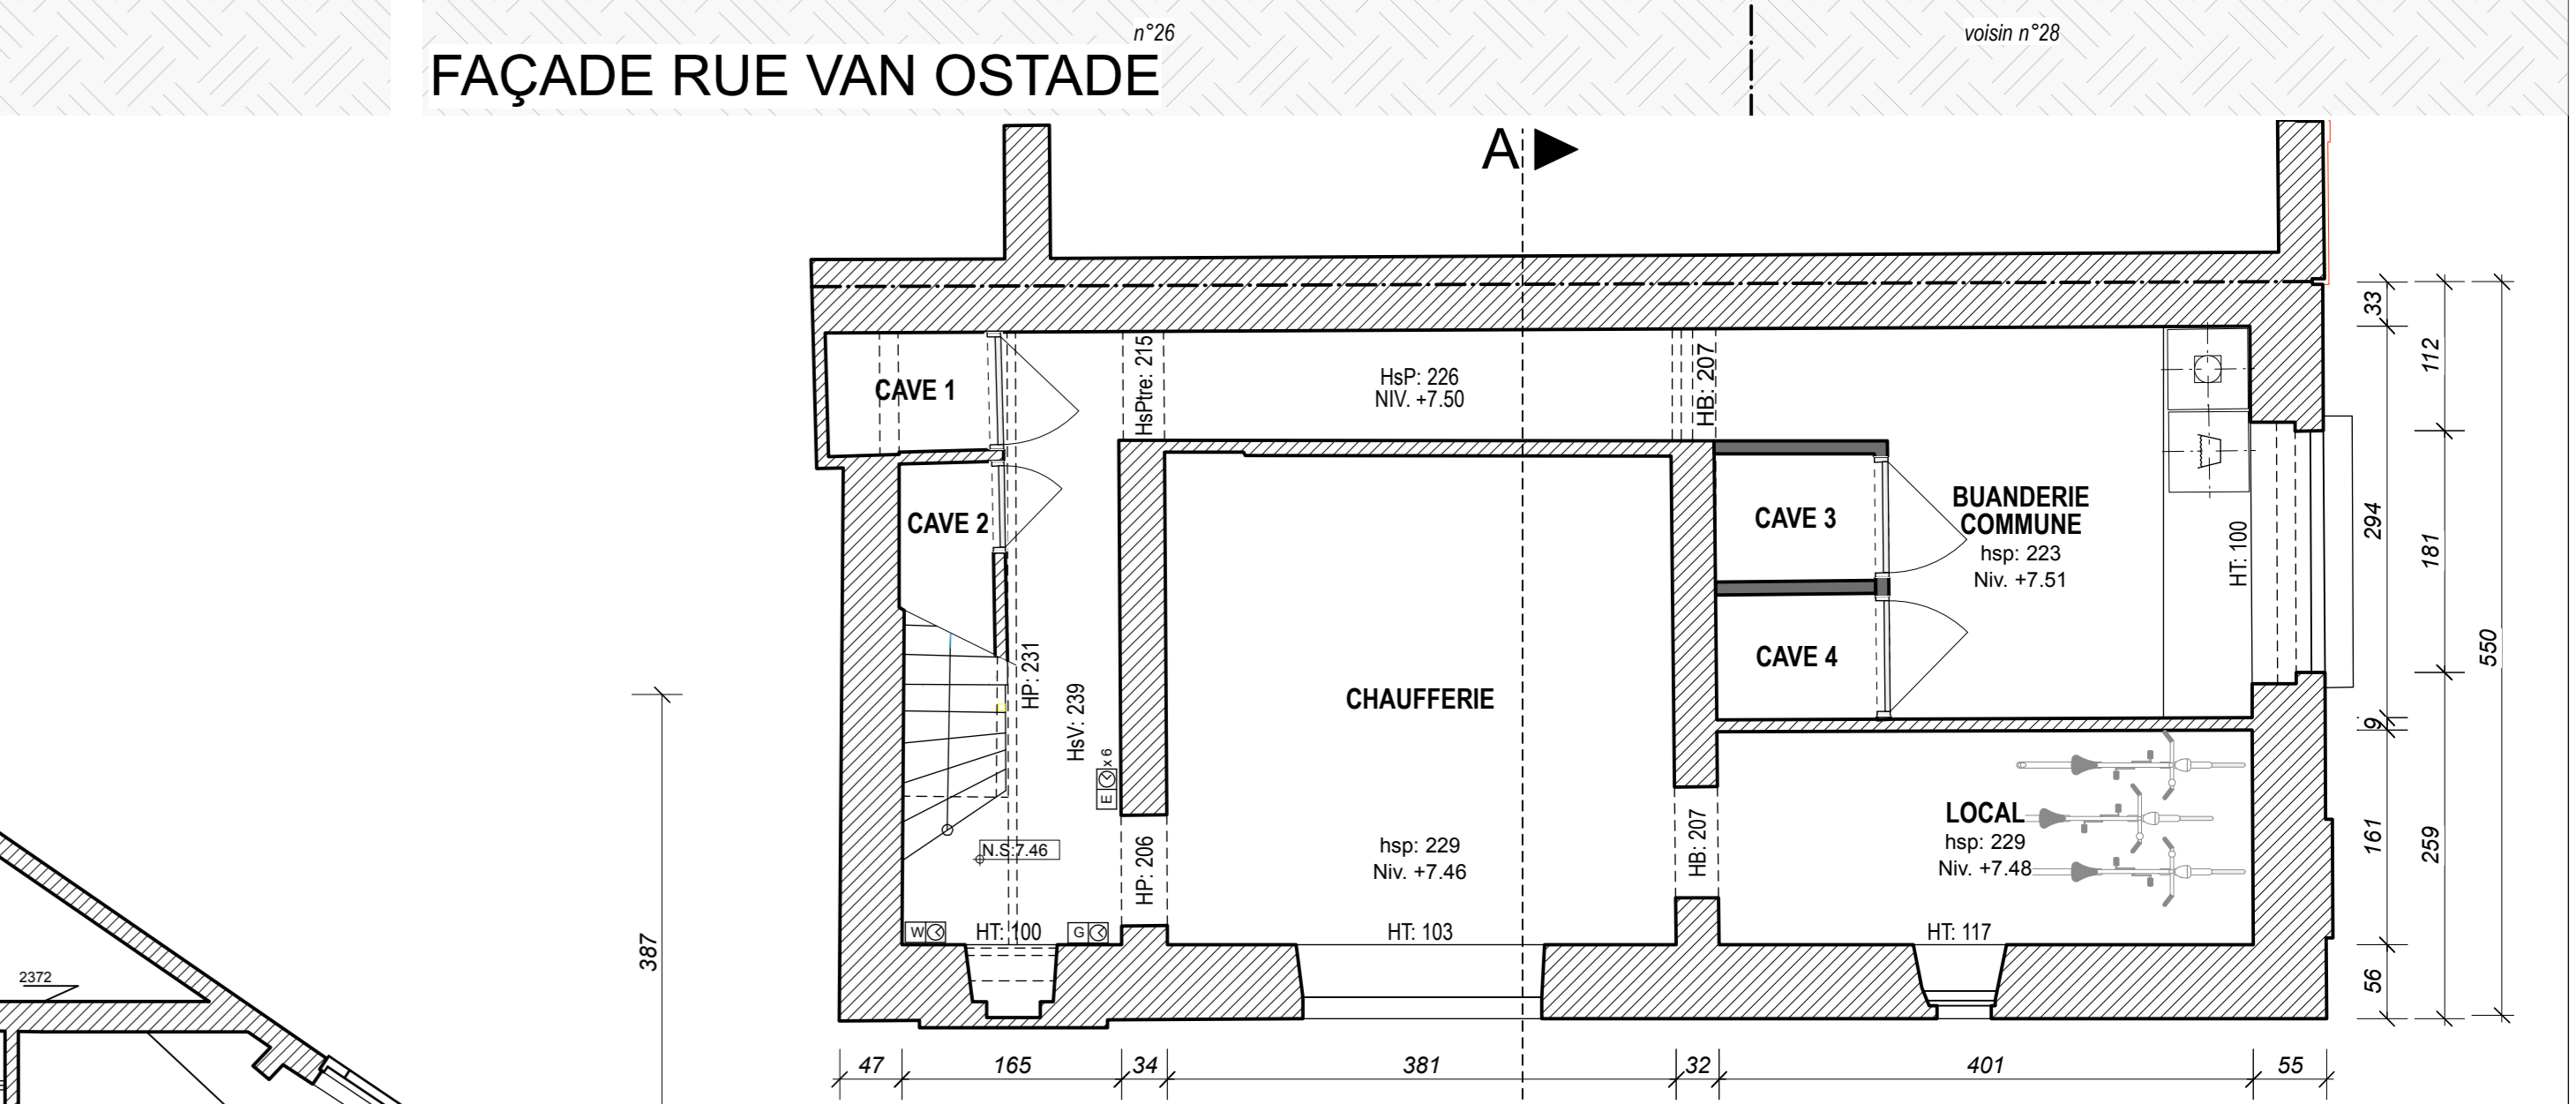 n°26
voisin n°28
FAÇADE RUE VAN OSTADE
A
CAVE 1
HsPtre: 215
HsP: 226
NIV. +7.50
HB: 207
33
112
CAVE 2
CAVE 3
BUANDERIE
COMMUNE
hsp: 223
Niv. +7.51
HT: 100
294
181
550
CAVE 4
HP: 231
HsV: 239
CHAUFFERIE
9
E x 6
N.S:7.46
HP: 206
hsp: 229
Niv. +7.46
HB: 207
LOCAL
hsp: 229
Niv. +7.48
161
259
W
HT: 100
G
HT: 103
HT: 117
56
387
2372
47
165
34
381
32
401
55